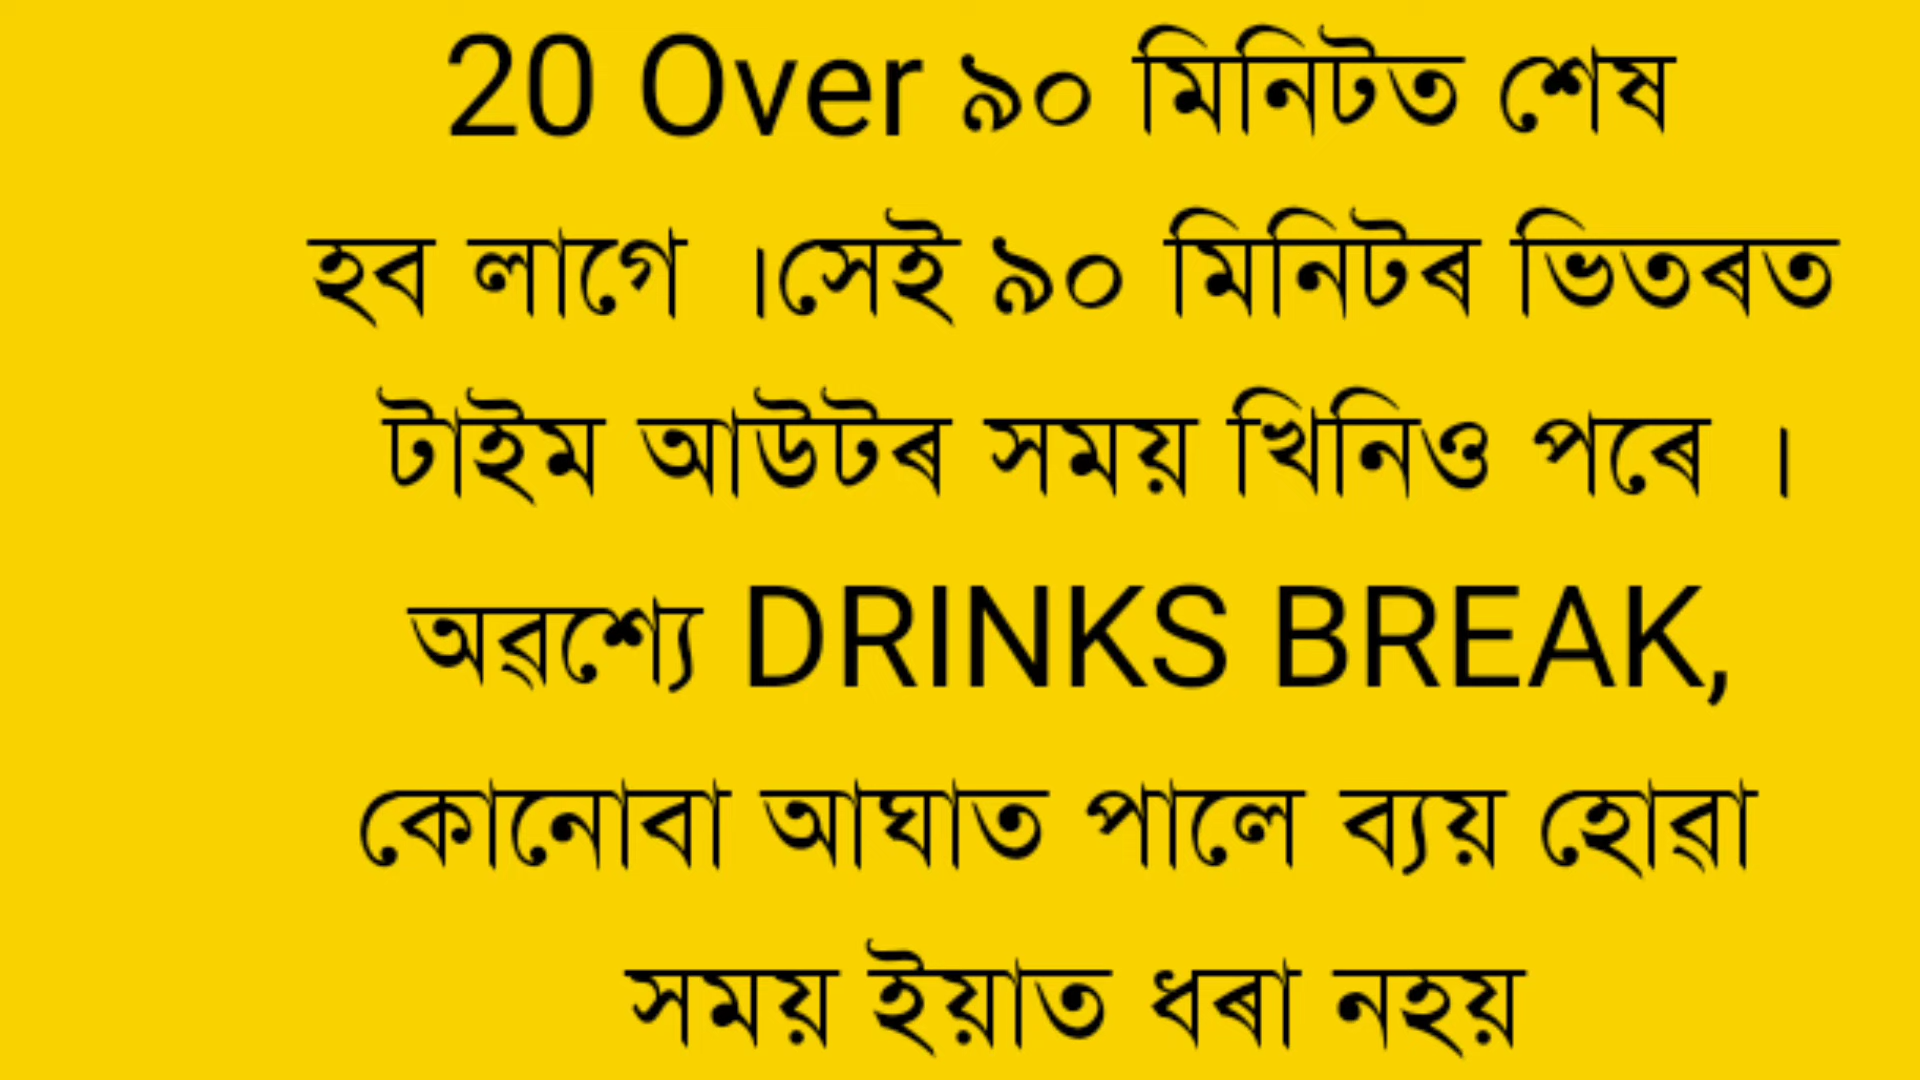 20 Over ৯০ মিনিটত শেষ
হব লাগে ।সেই ৯০ মিনিটৰ ভিতৰত
টাইম আউটৰ সময় খিনিও পৰে ।
অৱশ্যে DRINKS BREAK,
কোনোবা আঘাত পালে ব্যয় হোৱা
সময় ইয়াত ধৰা নহয়